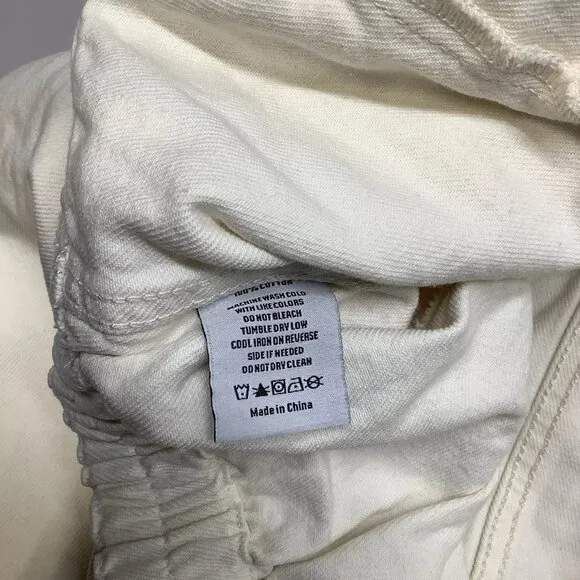 100% COTTON
MACHINE WASH COLD
WITH LIKE COLORS
DO NOT BLEACH
TUMBLE DRY LOW
COOL IRON ON REVERSE
SIDE IF NEEDED
DO NOT DRY CLEAN
Made in China